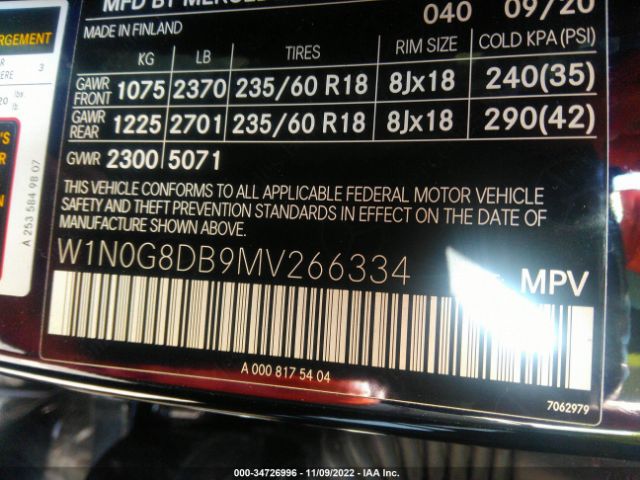 MFD BY
040 09/20
MADE IN FINLAND
KG LB TIRES RIM SIZE COLD KPA (PSI)
GAWR FRONT 1075 2370 235/60 R18 8Jx18 240(35)
GAWR REAR 1225 2701 235/60 R18 8Jx18 290(42)
GVWR 2300 5071
THIS VEHICLE CONFORMS TO ALL APPLICABLE FEDERAL MOTOR VEHICLE
SAFETY AND THEFT PREVENTION STANDARDS IN EFFECT ON THE DATE OF
MANUFACTURE SHOWN ABOVE.
W1N0G8DB9MV266334 MPV
A 000 817 54 04
7062979
A 253 584 98 07
3
lbs.
lb
000-34726996 - 11/09/2022 - IAA Inc.